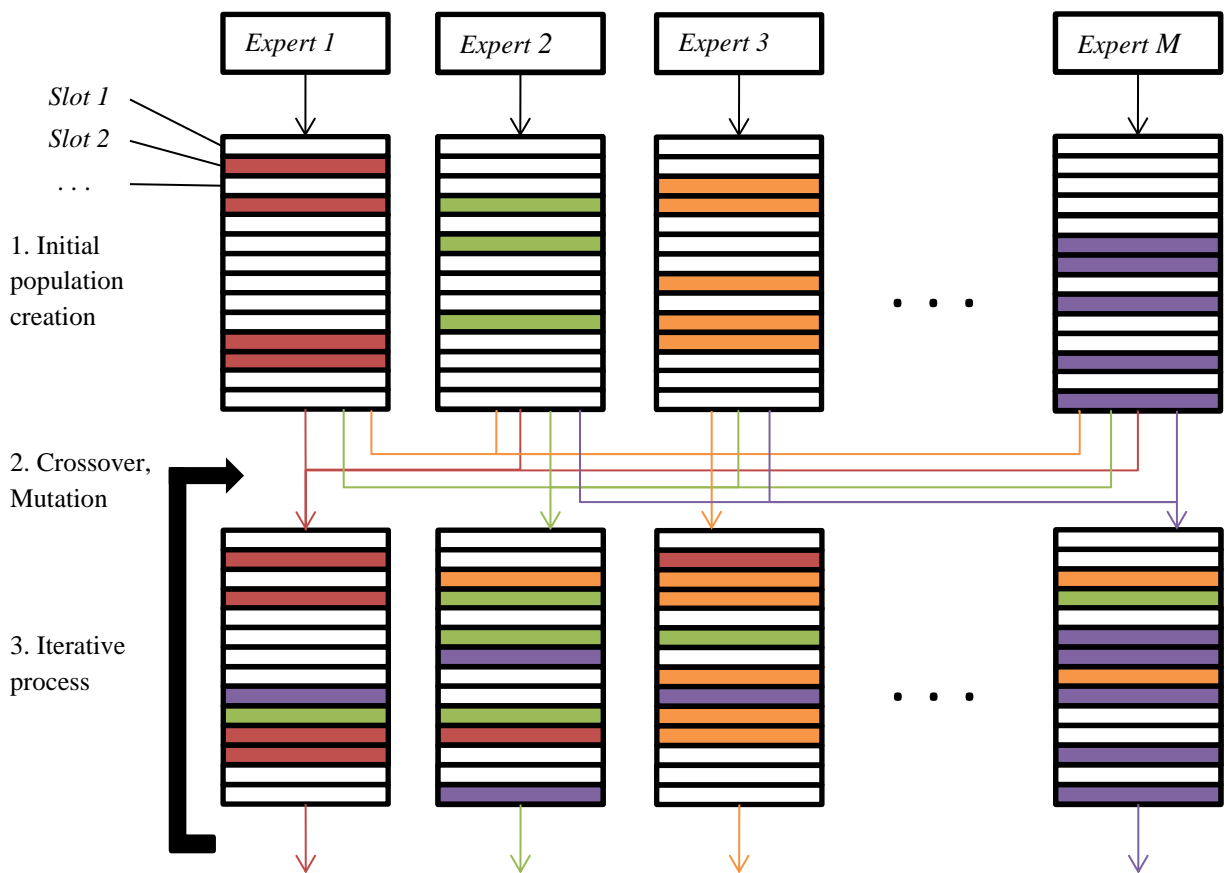 Expert 1
Expert 2
Expert 3
Expert M
Slot 1
Slot 2
. . .
1. Initial
population
creation
. . .
2. Crossover,
Mutation
3. Iterative
process
. . .